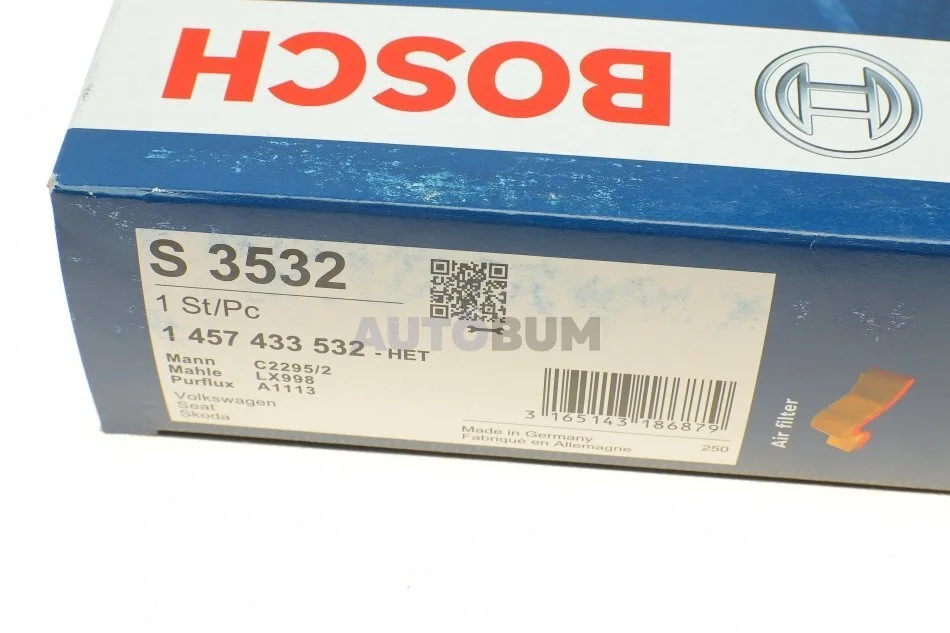 BOSCH
S 3532
1 St/Pc
1 457 433 532 - HET
Mann C2295/2
Mahle LX998
Purflux A1113
Volkswagen
Seat
Skoda
3 165143 186879
Made in Germany
Fabriqué en Allemagne
250
Air filter
AUTOBUM